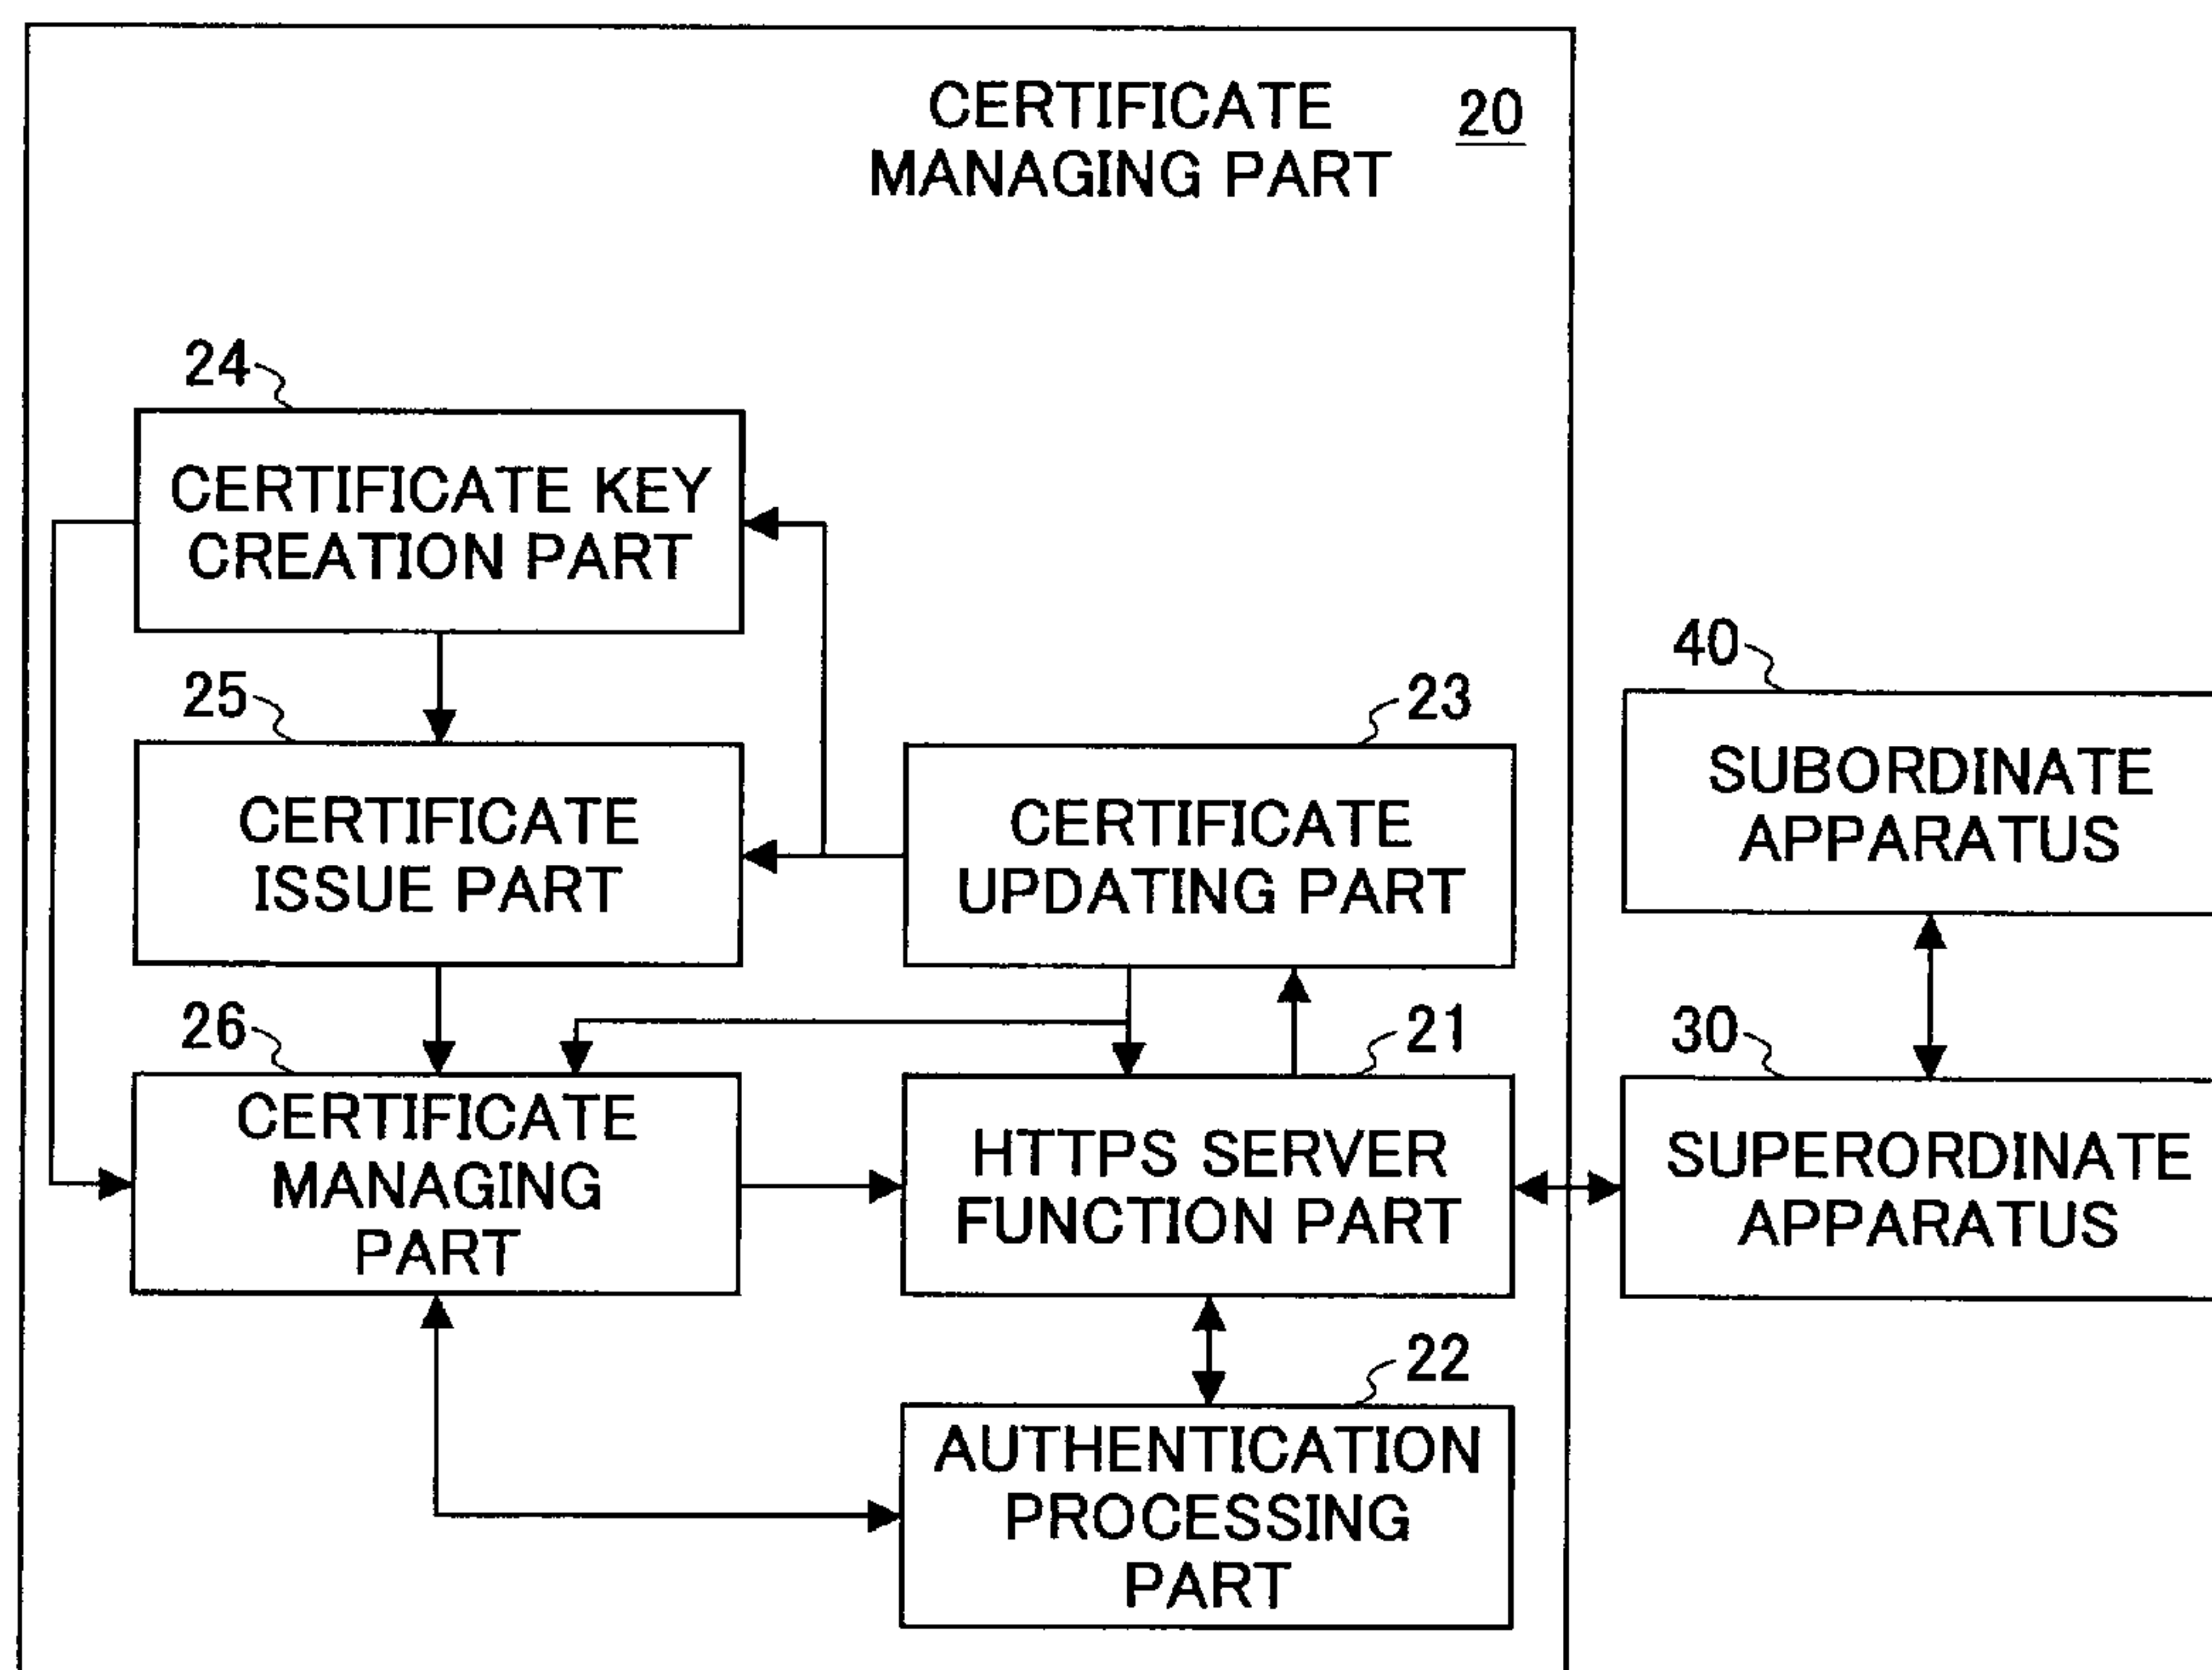 CERTIFICATE
MANAGING PART
20
24
CERTIFICATE KEY
CREATION PART
25
CERTIFICATE
ISSUE PART
23
CERTIFICATE
UPDATING PART
40
SUBORDINATE
APPARATUS
26
CERTIFICATE
MANAGING
PART
21
HTTPS SERVER
FUNCTION PART
30
SUPERORDINATE
APPARATUS
22
AUTHENTICATION
PROCESSING
PART